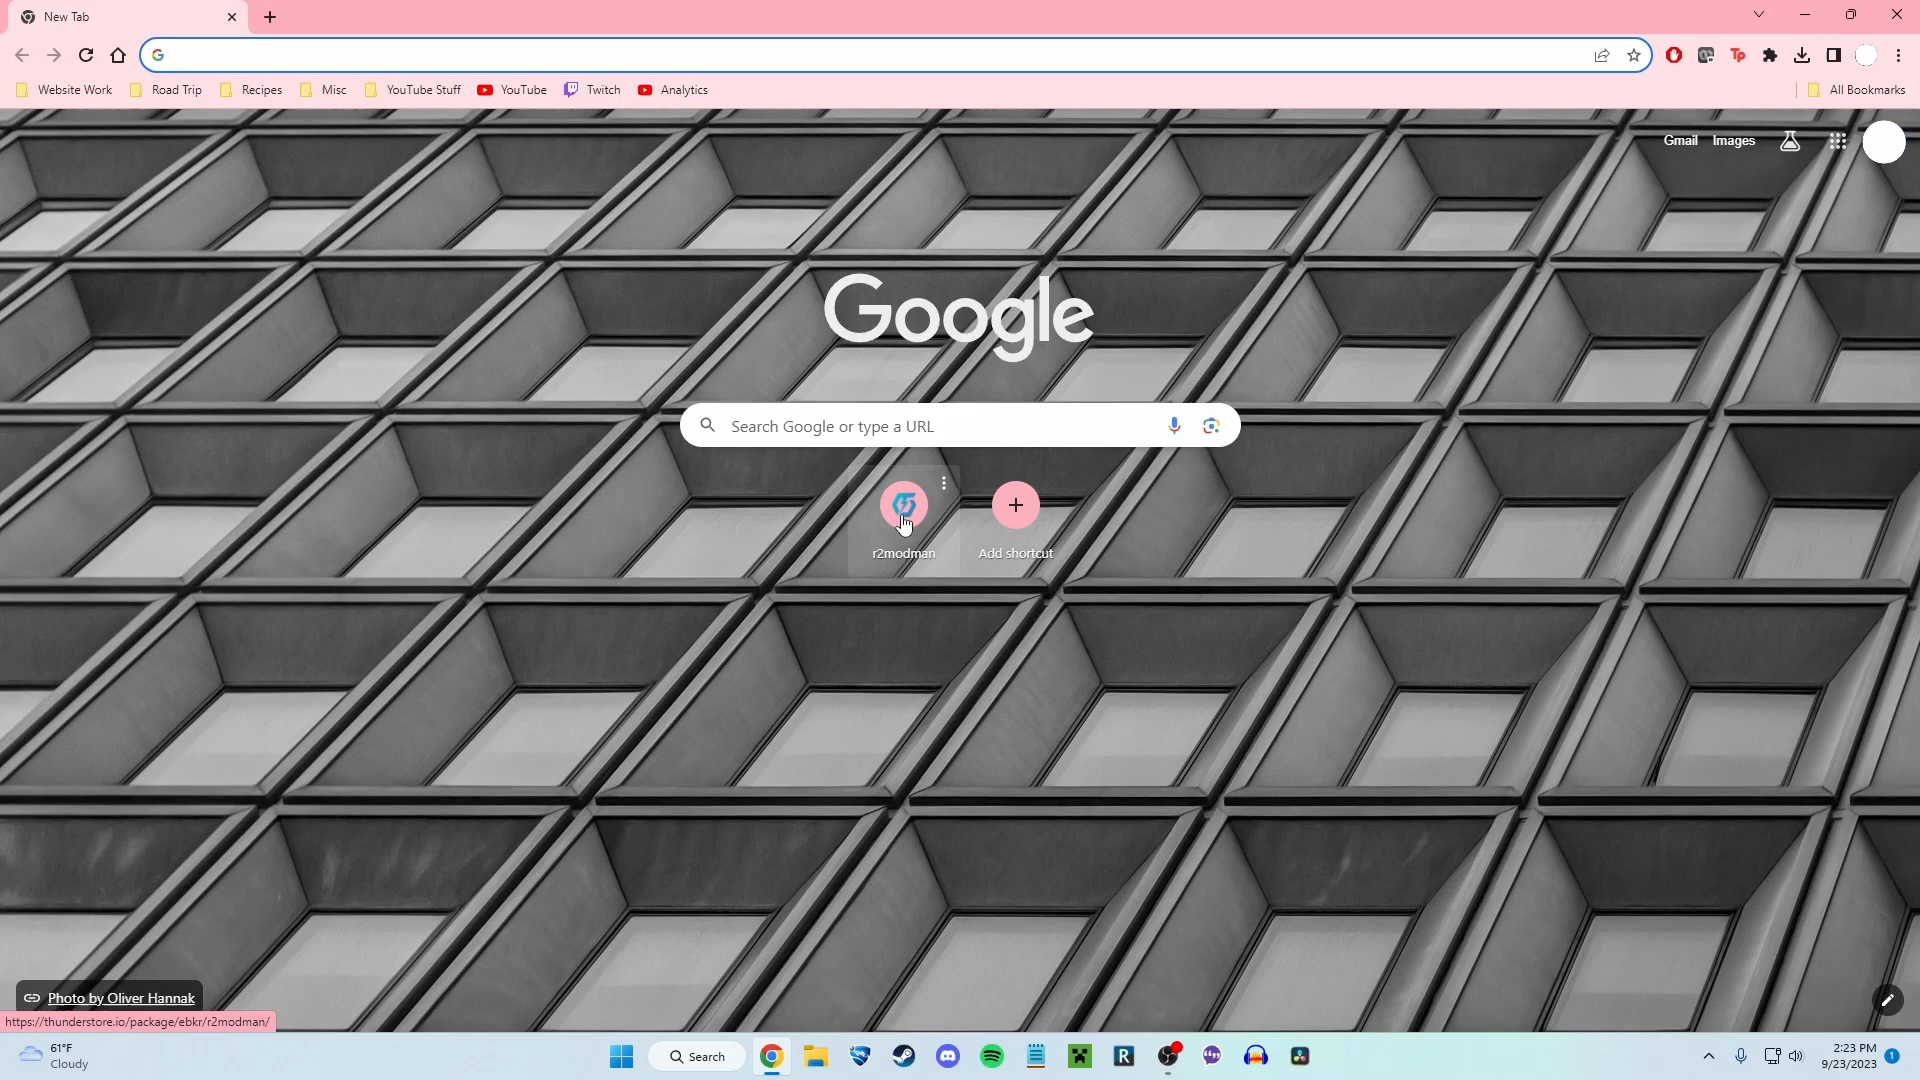 New Tab
Website Work
Road Trip
Recipes
Misc
YouTube Stuff
YouTube
Twitch
Analytics
All Bookmarks
Gmail
Images
Google
Search Google or type a URL
r2modman
Add shortcut
Photo by Oliver Hannak
https://thunderstore.io/package/ebkr/r2modman/
61°F
Cloudy
Search
2:23 PM
9/23/2023
1